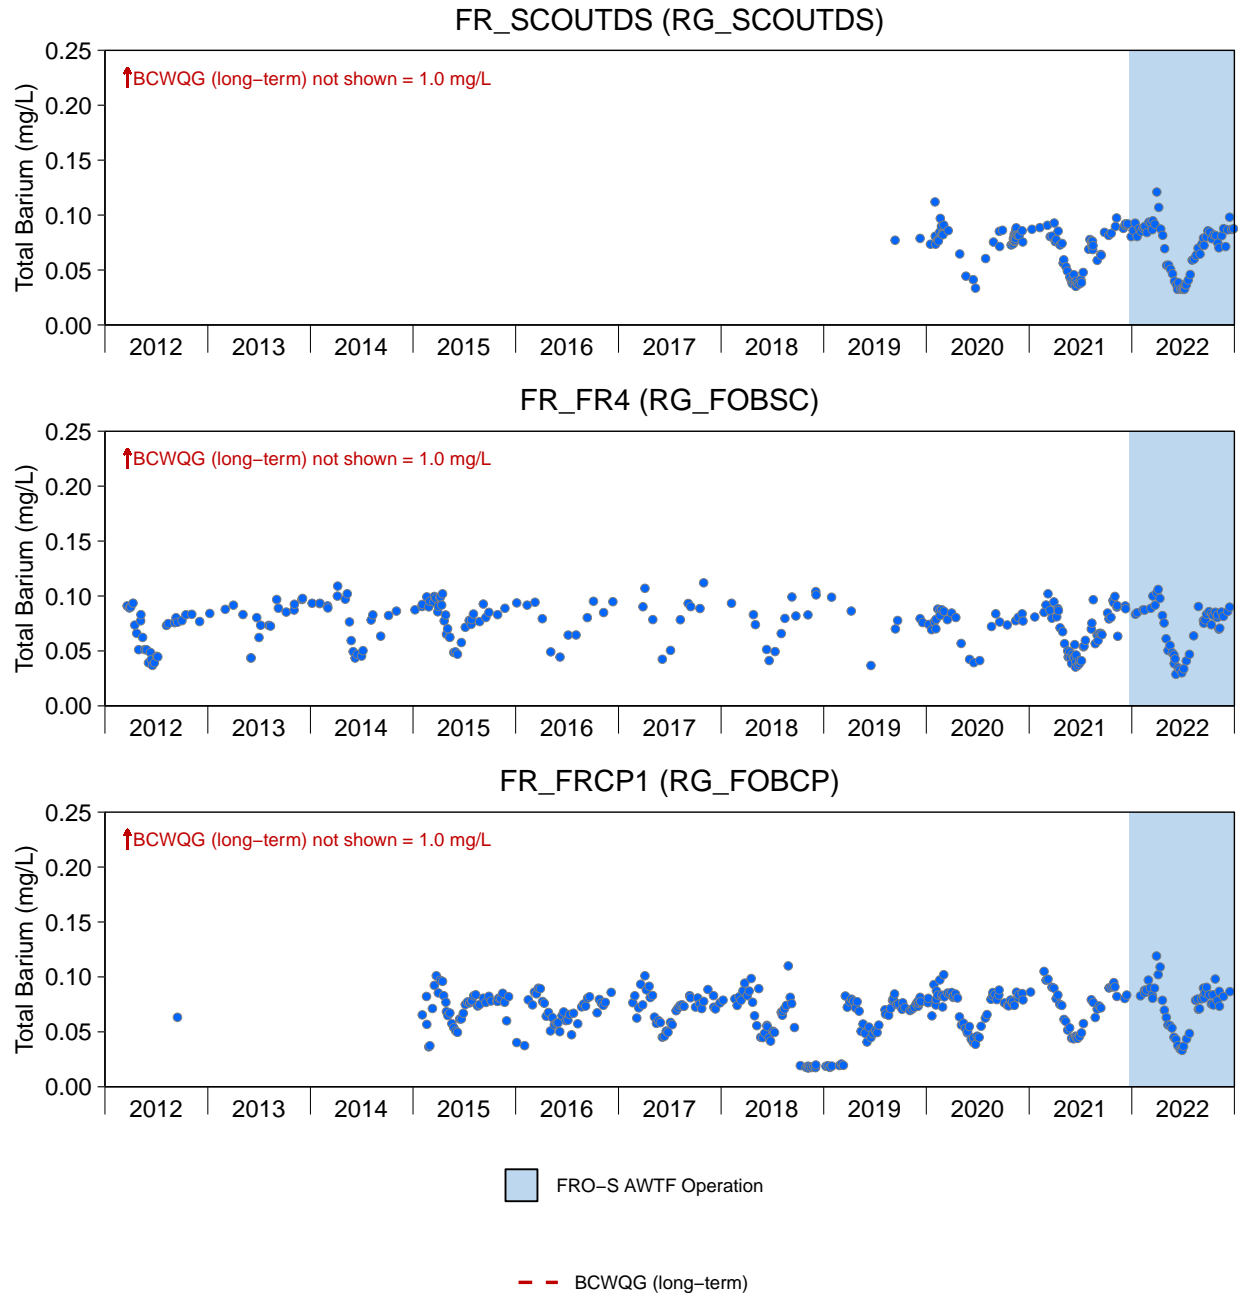 FR_SCOUTDS (RG_SCOUTDS)
Total Barium (mg/L)
0.25
0.20
0.15
0.10
0.05
0.00
BCWQG (long−term) not shown = 1.0 mg/L
2012 2013 2014 2015 2016 2017 2018 2019 2020 2021 2022
FR_FR4 (RG_FOBSC)
Total Barium (mg/L)
0.25
0.20
0.15
0.10
0.05
0.00
BCWQG (long−term) not shown = 1.0 mg/L
2012 2013 2014 2015 2016 2017 2018 2019 2020 2021 2022
FR_FRCP1 (RG_FOBCP)
Total Barium (mg/L)
0.25
0.20
0.15
0.10
0.05
0.00
BCWQG (long−term) not shown = 1.0 mg/L
2012 2013 2014 2015 2016 2017 2018 2019 2020 2021 2022
FRO−S AWTF Operation
BCWQG (long−term)